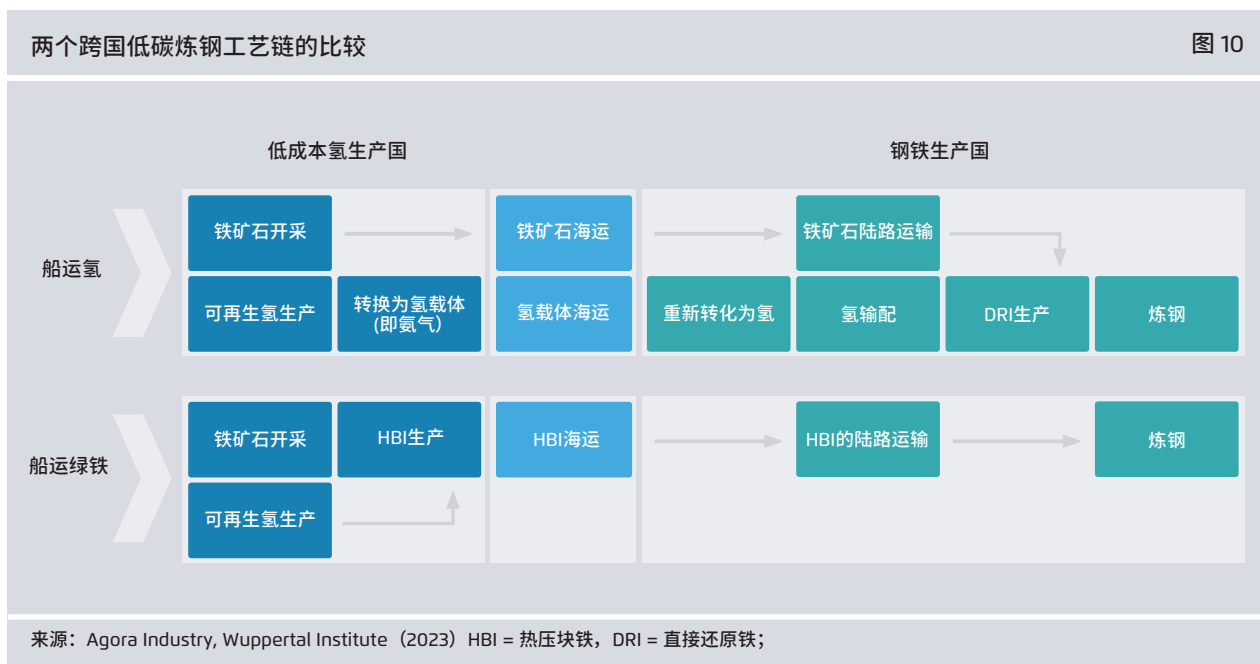 两个跨国低碳炼钢工艺链的比较
图 10
低成本氢生产国
钢铁生产国
船运氢
铁矿石开采
铁矿石海运
铁矿石陆路运输
可再生氢生产
转换为氢载体
(即氨气）
氢载体海运
重新转化为氢
氢输配
DRI生产
炼钢
船运绿铁
铁矿石开采
HBI生产
HBI海运
HBI的陆路运输
炼钢
可再生氢生产
来源：Agora Industry, Wuppertal Institute（2023）HBI = 热压块铁，DRI = 直接还原铁；